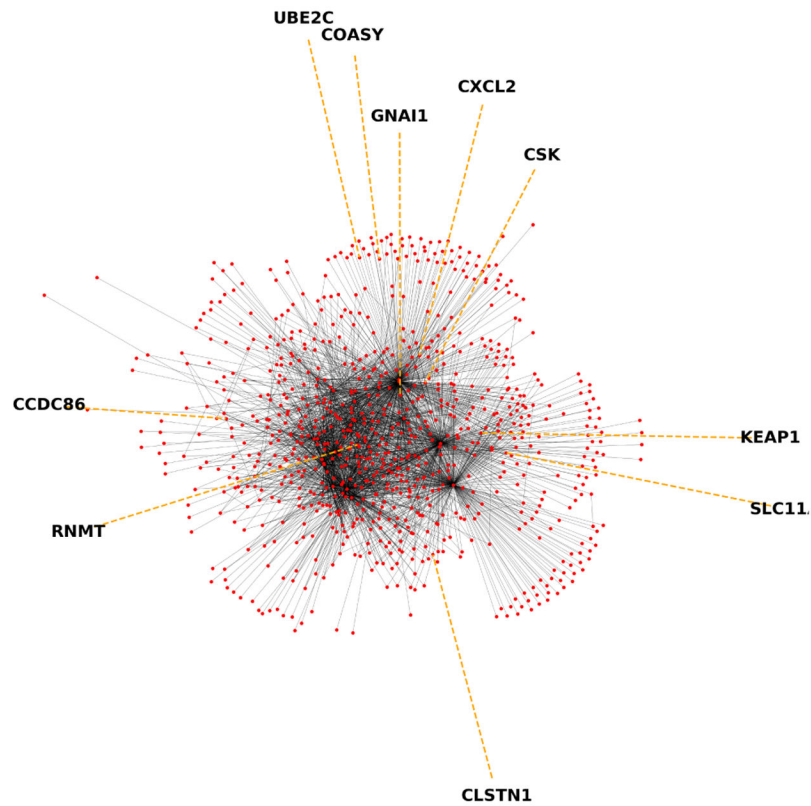 UBE2C
COASY
CXCL2
GNAI1
CSK
CCDC86
KEAP1
SLC11
RNMT
CLSTN1